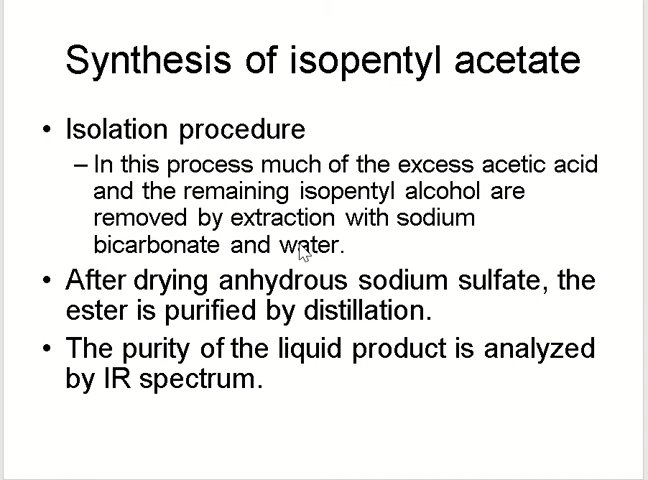 Synthesis of isopentyl acetate
• Isolation procedure
– In this process much of the excess acetic acid
and the remaining isopentyl alcohol are
removed by extraction with sodium
bicarbonate and water.
• After drying anhydrous sodium sulfate, the
ester is purified by distillation.
• The purity of the liquid product is analyzed
by IR spectrum.